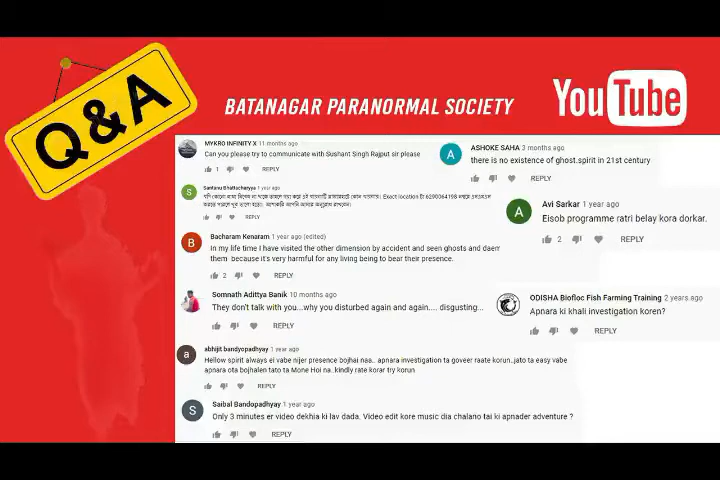 Q&A
BATANAGAR PARANORMAL SOCIETY
YouTube
MYKRO INFINITY X 11 months ago
Can you please try to communicate with Sushant Singh Rajput sir please
1 REPLY
ASHOKE SAHA 3 months ago
there is no existence of ghost.spirit in 21st century
REPLY
Santanu Bhattacharyya 1 year ago
Exact location টা 6290064198
REPLY
Avi Sarkar 1 year ago
Eisob programme ratri belay kora dorkar.
2 REPLY
Bacharam Kenaram 1 year ago (edited)
In my life time I have visited the other dimension by accident and seen ghosts and daem
them because it's very harmful for any living being to bear their presence.
2 REPLY
Somnath Aditya Banik 10 months ago
They don't talk with you...why you disturbed again and again.... disgusting...
REPLY
ODISHA Biofloc Fish Farming Training 2 years ago
Apnara ki khali investigation koren?
REPLY
abhijit bandyopadhyay 1 year ago
Hellow spirit always ei vabe nijer presence bojhai naa.. apnara investigation ta goveer raate korun..jato ta easy vabe
apnara ota bojhalen tato ta Mone Hoi na..kindly rate korar try korun
REPLY
Saibal Bandopadhyay 1 year ago
Only 3 minutes er video dekhia ki lav dada. Video edit kore music dia chalano tai ki apnader adventure ?
REPLY